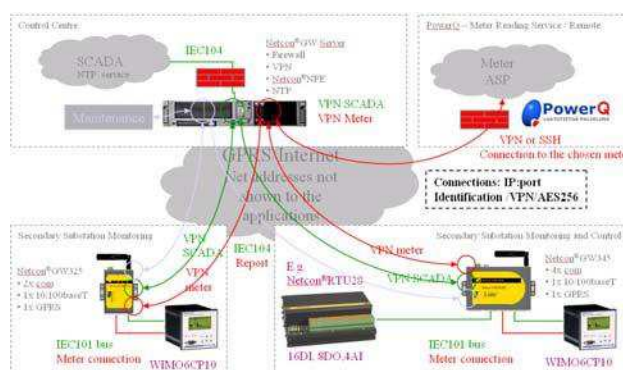 Control Centre
SCADA
NTP service
IEC104
Netcon®GW Server
• Firewall
• VPN
• Netcon®NFE
• NTP
Maintenance
VPN SCADA
VPN Meter
PowerQ – Meter Reading Service / Remote
Meter
ASP
PowerQ
VPN or SSH
Connection to the chosen mete
GPRS Internet
Net addresses not
shown to the
applications
Connections: IP:port
Identification /VPN/AES256
Secondary Substation Monitoring
VPN
SCADA
VPN
meter
Netcon®GW325
• 2x com
• 1x 10/100baseT
• 1x GPRS
IEC101 bus
Meter connection
WIMO6CP10
IEC104
Report
Secondary Substation Monitoring and Control
VPN meter
VPN SCADA
E.g.
Netcon®RTU28
16DI, 8DO,4AI
Netcon®GW345
• 4x com
• 1x 10/100baseT
• 1x GPRS
IEC101 bus
Meter connection
WIMO6CP10